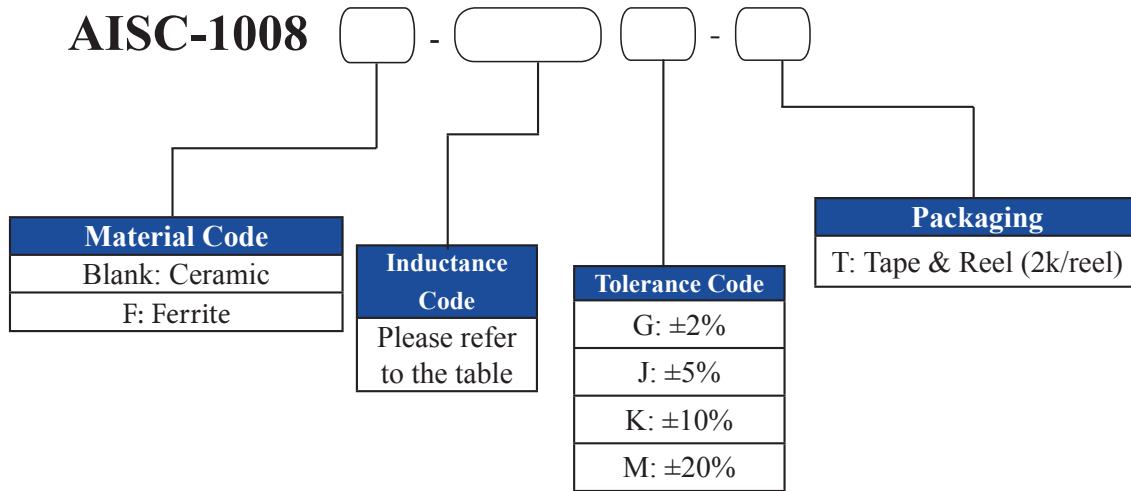 AISC-1008 - -
Material Code
Blank: Ceramic
F: Ferrite
Inductance
Code
Please refer
to the table
Tolerance Code
G: ±2%
J: ±5%
K: ±10%
M: ±20%
Packaging
T: Tape & Reel (2k/reel)